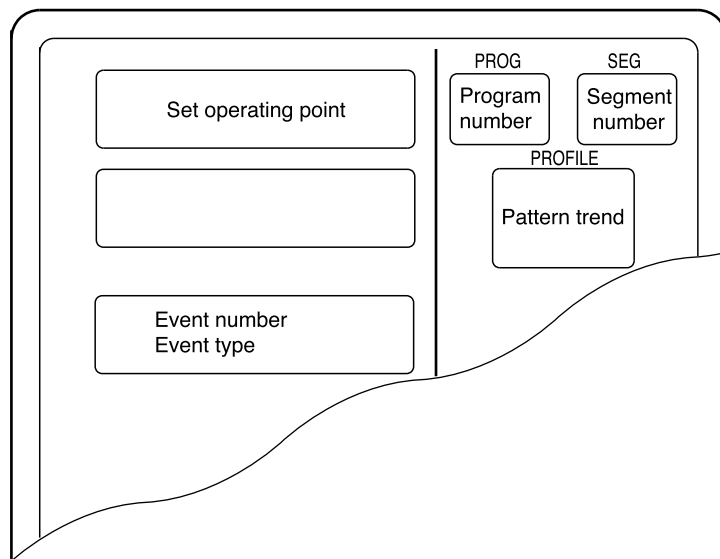 Set operating point
Event number
Event type
PROG
Program
number
SEG
Segment
number
PROFILE
Pattern trend